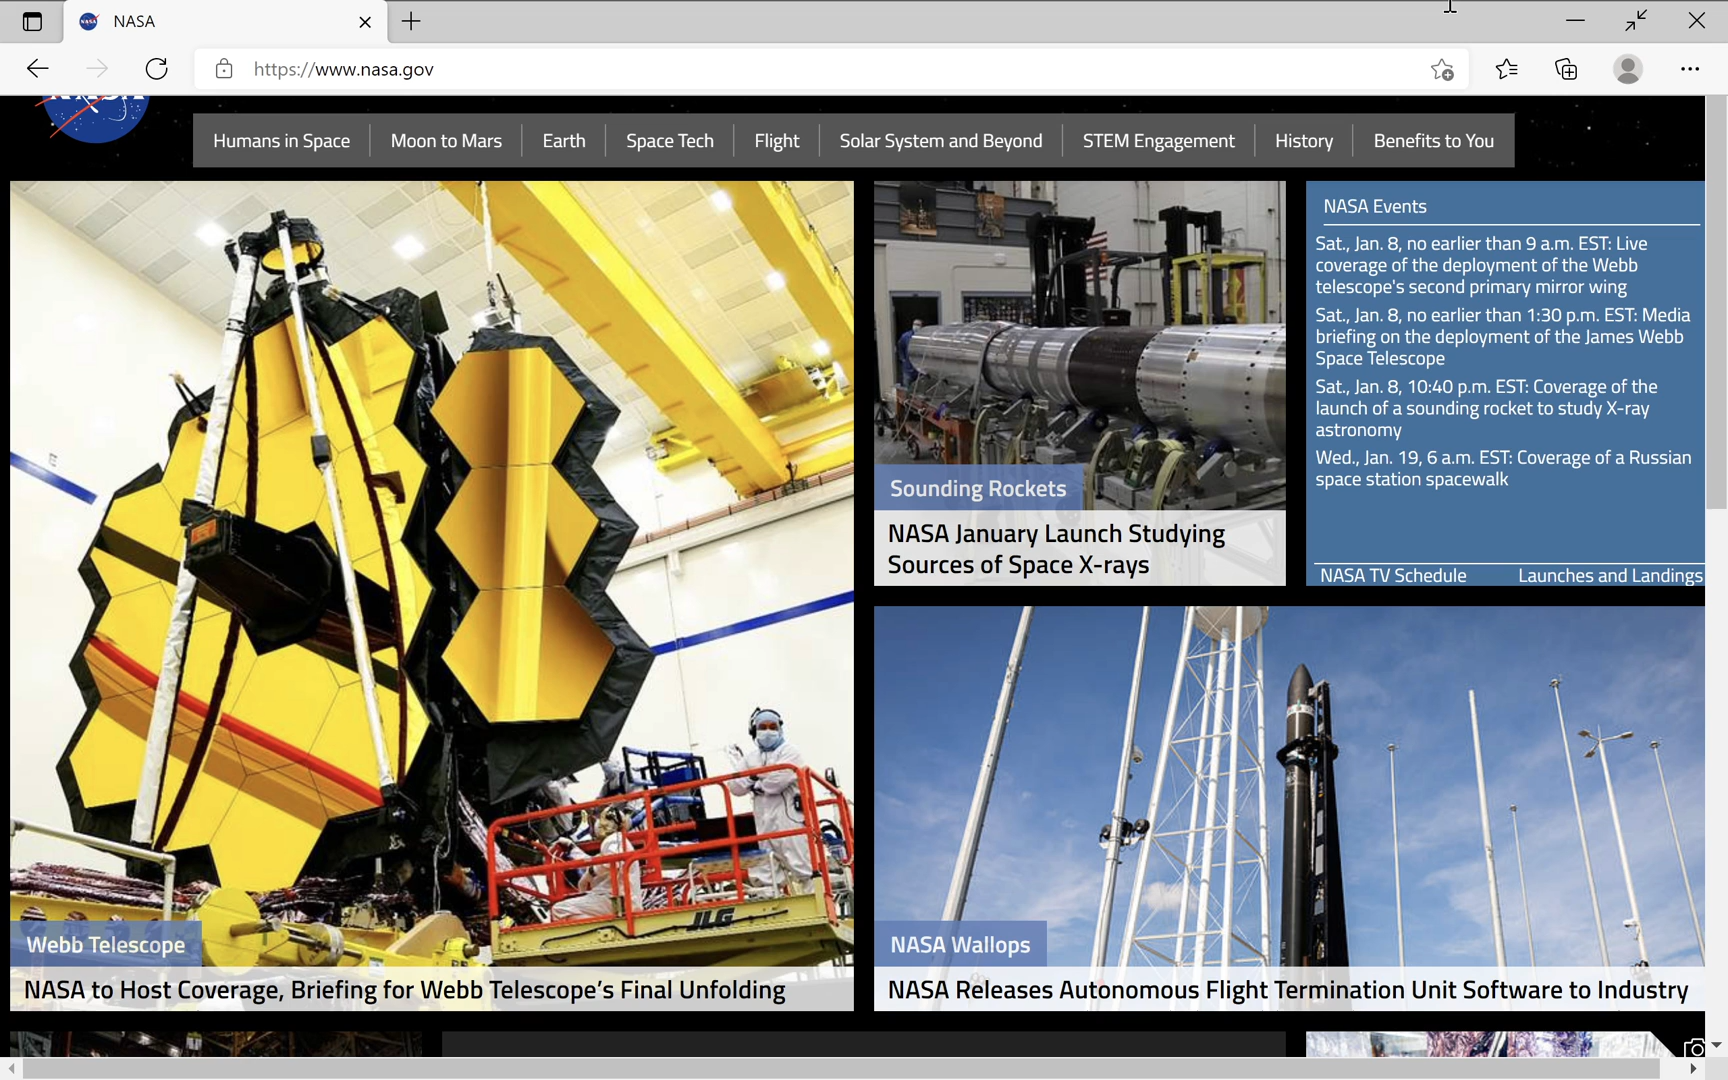 NASA
https://www.nasa.gov
Humans in Space
Moon to Mars
Earth
Space Tech
Flight
Solar System and Beyond
STEM Engagement
History
Benefits to You
NASA Events
Sat., Jan. 8, no earlier than 9 a.m. EST: Live
coverage of the deployment of the Webb
telescope's second primary mirror wing
Sat., Jan. 8, no earlier than 1:30 p.m. EST: Media
briefing on the deployment of the James Webb
Space Telescope
Sat., Jan. 8, 10:40 p.m. EST: Coverage of the
launch of a sounding rocket to study X-ray
astronomy
Wed., Jan. 19, 6 a.m. EST: Coverage of a Russian
space station spacewalk
NASA TV Schedule
Launches and Landings
Sounding Rockets
NASA January Launch Studying
Sources of Space X-rays
JLG
Webb Telescope
NASA to Host Coverage, Briefing for Webb Telescope’s Final Unfolding
NASA Wallops
NASA Releases Autonomous Flight Termination Unit Software to Industry